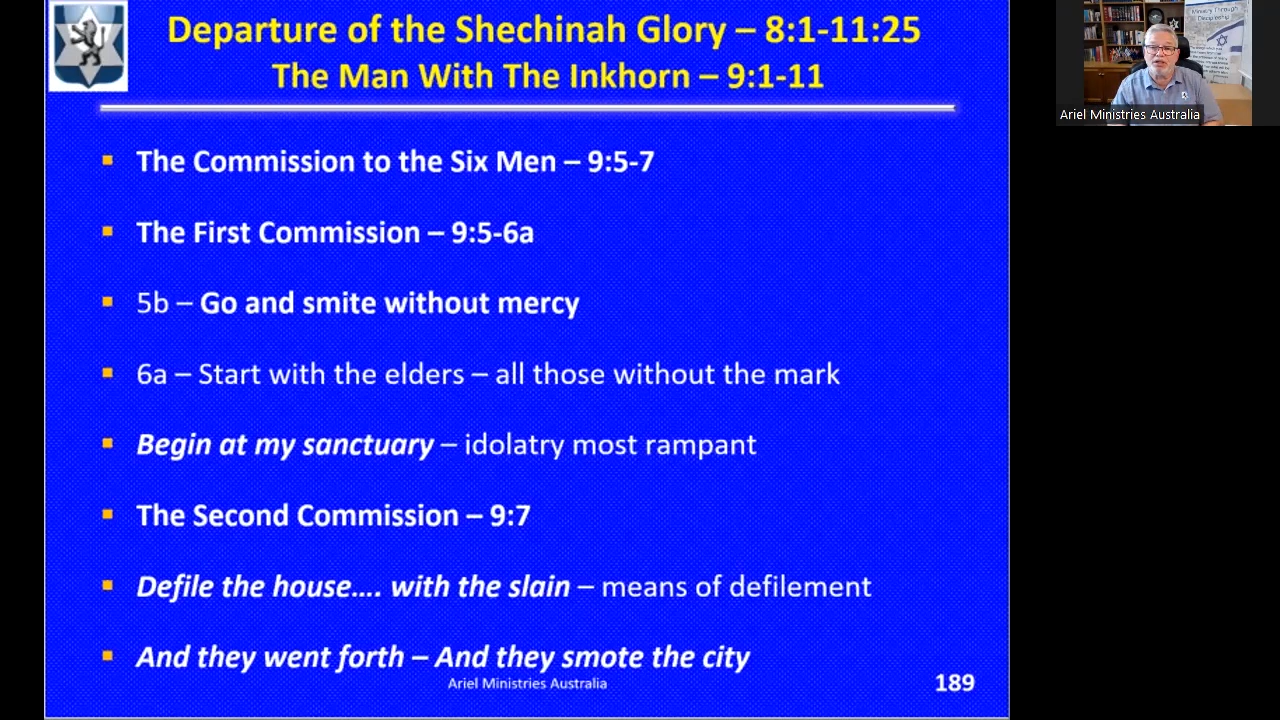 Departure of the Shechinah Glory – 8:1-11:25
The Man With The Inkhorn – 9:1-11
▪ The Commission to the Six Men – 9:5-7
▪ The First Commission – 9:5-6a
▪ 5b – Go and smite without mercy
▪ 6a – Start with the elders – all those without the mark
▪ Begin at my sanctuary – idolatry most rampant
▪ The Second Commission – 9:7
▪ Defile the house…. with the slain – means of defilement
▪ And they went forth – And they smote the city
Ariel Ministries Australia
189
Ministry Through
Discipleship
Ariel Ministries Australia